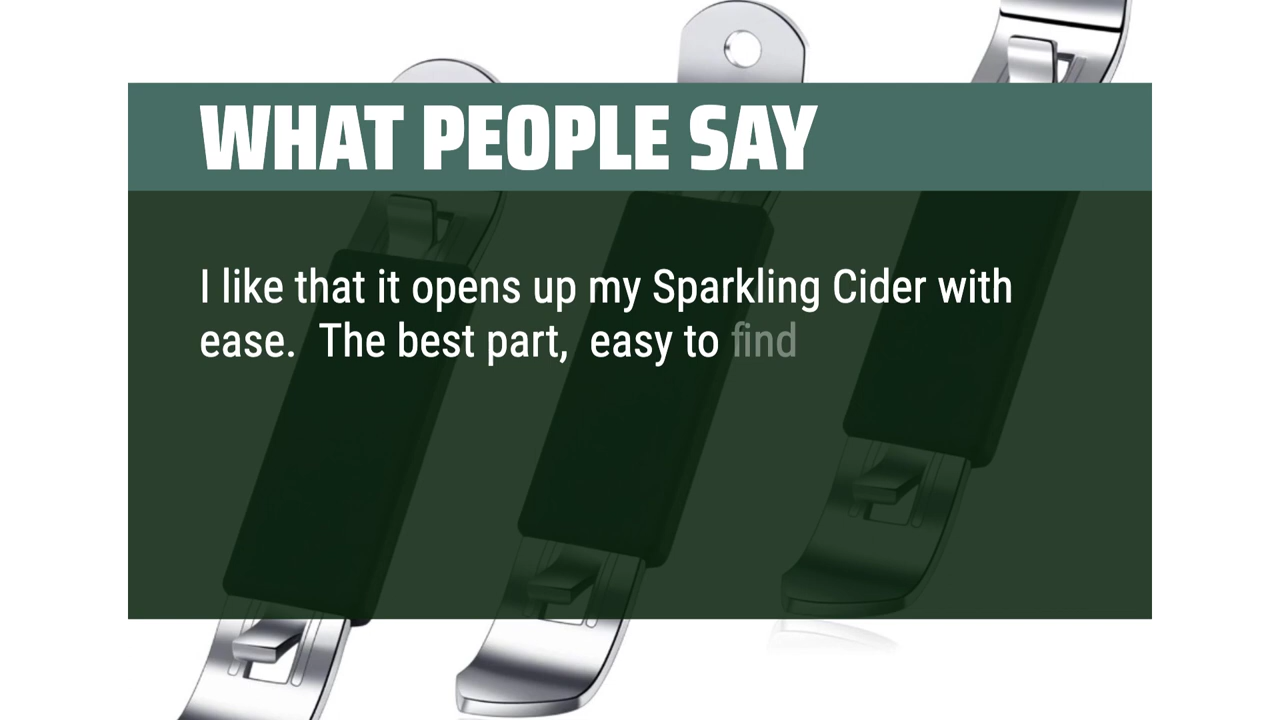 WHAT PEOPLE SAY
I like that it opens up my Sparkling Cider with
ease.  The best part,  easy to find